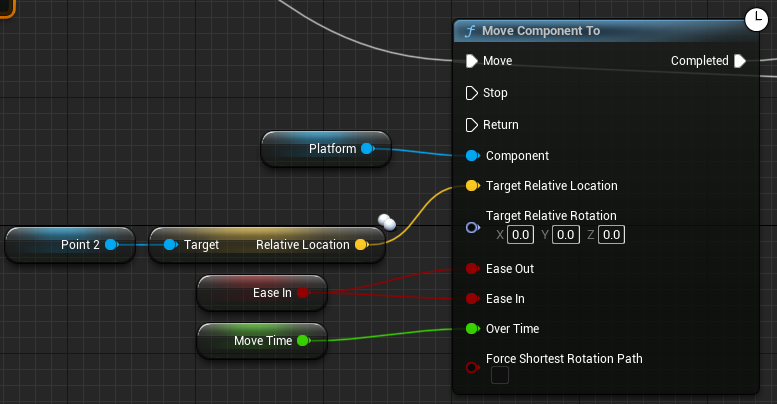 f Move Component To
Move Completed
Stop
Return
Platform
Component
Target Relative Location
Target Relative Rotation
X 0.0 Y 0.0 Z 0.0
Point 2
Target Relative Location
Ease Out
Ease In
Ease In
Over Time
Move Time
Force Shortest Rotation Path